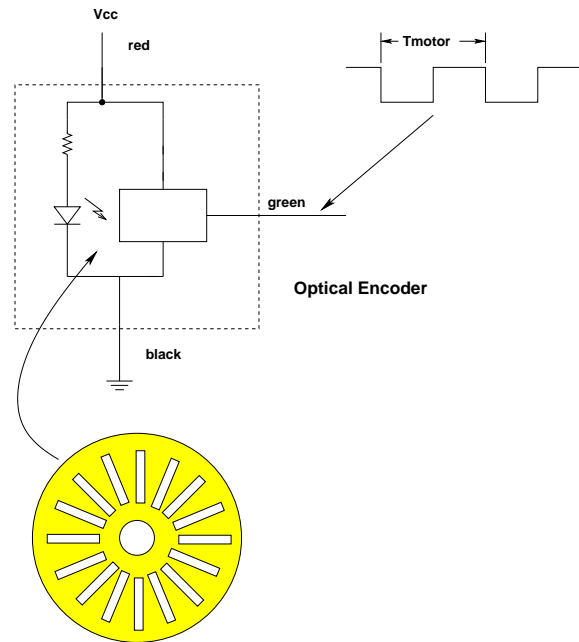 Vcc
red
Tmotor
green
Optical Encoder
black